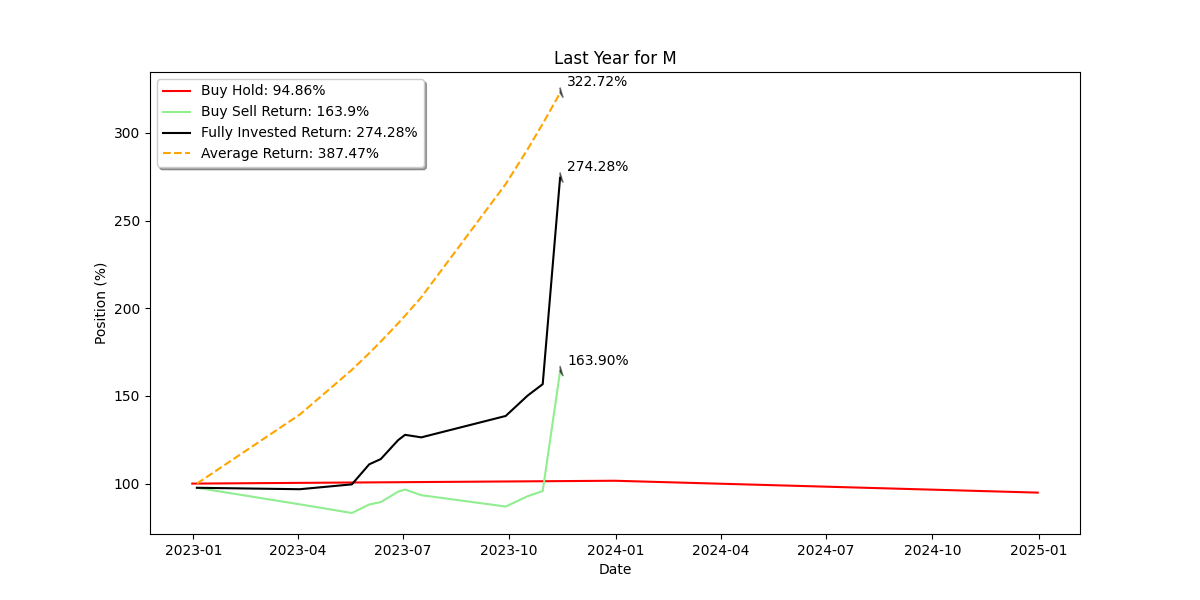 Last Year for M
Buy Hold: 94.86%
Buy Sell Return: 163.9%
Fully Invested Return: 274.28%
Average Return: 387.47%
322.72%
274.28%
163.90%
Position (%)
300
250
200
150
100
2023-01 2023-04 2023-07 2023-10 2024-01 2024-04 2024-07 2024-10 2025-01
Date